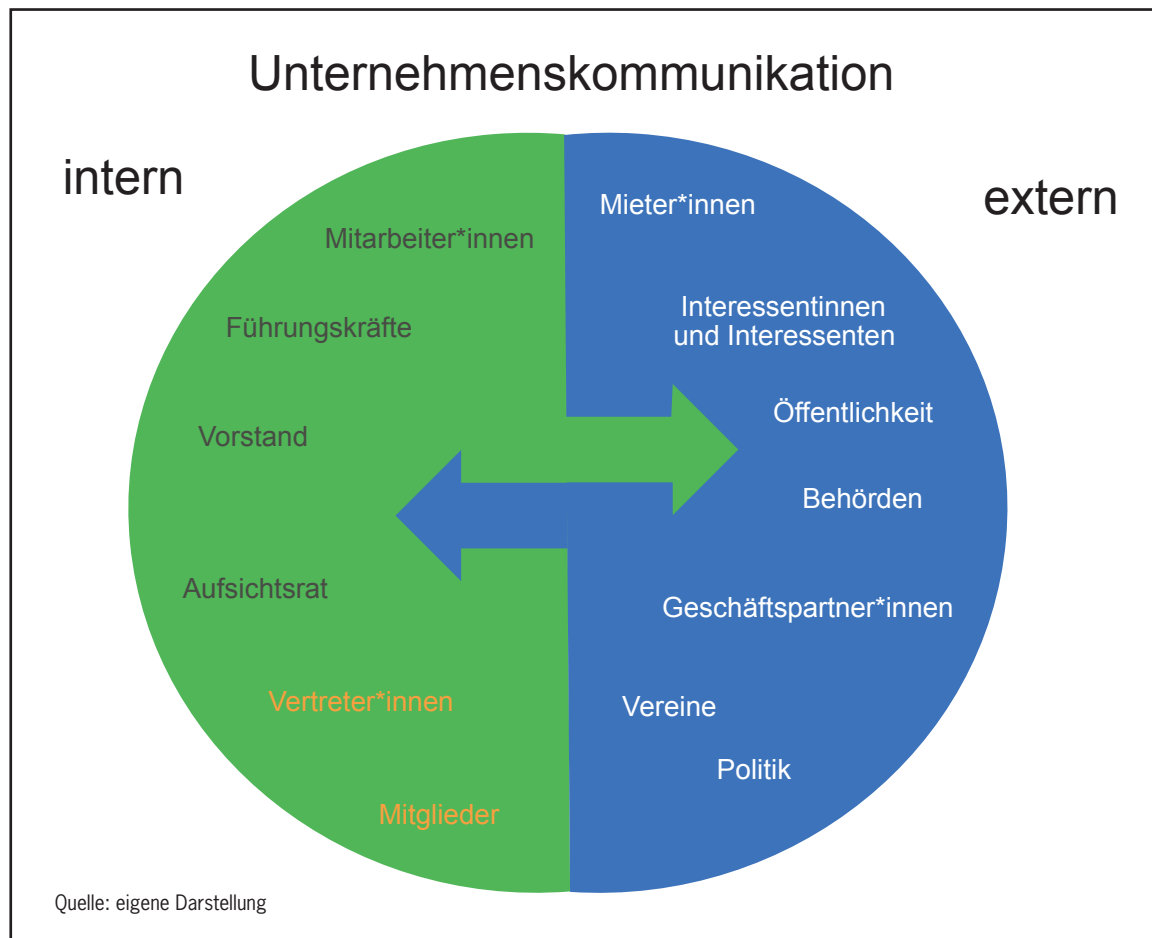 Unternehmenskommunikation
intern
Mitarbeiter*innen
Führungskräfte
Vorstand
Aufsichtsrat
Vertreter*innen
Mitglieder
extern
Mieter*innen
Interessentinnen
und Interessenten
Öffentlichkeit
Behörden
Geschäftspartner*innen
Vereine
Politik
Quelle: eigene Darstellung